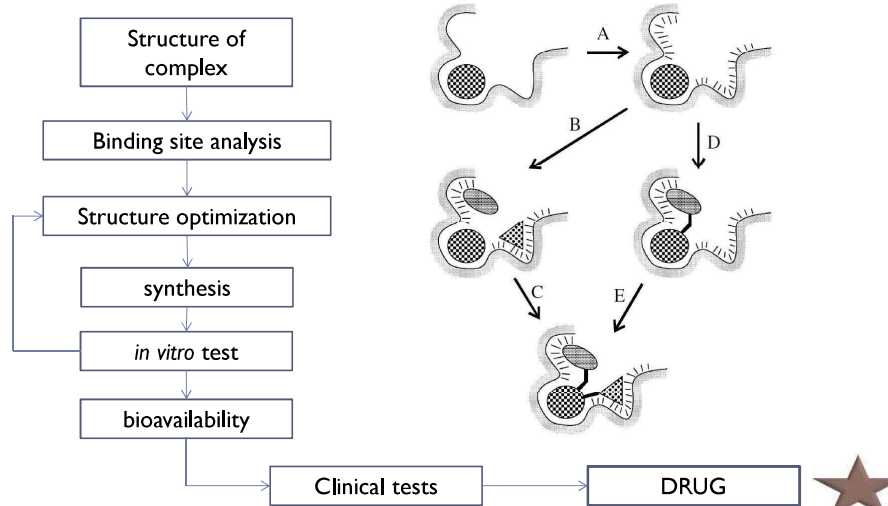 Structure of
complex
Binding site analysis
Structure optimization
synthesis
in vitro test
bioavailability
Clinical tests
DRUG
A
B
D
C
E